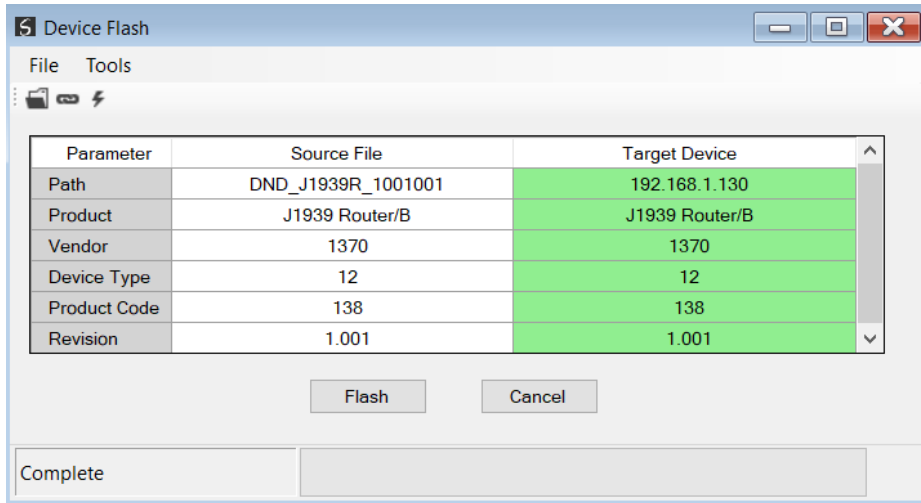 Device Flash
File Tools
Parameter Source File Target Device
Path DND_J1939R_1001001 192.168.1.130
Product J1939 Router/B J1939 Router/B
Vendor 1370 1370
Device Type 12 12
Product Code 138 138
Revision 1.001 1.001
Flash Cancel
Complete